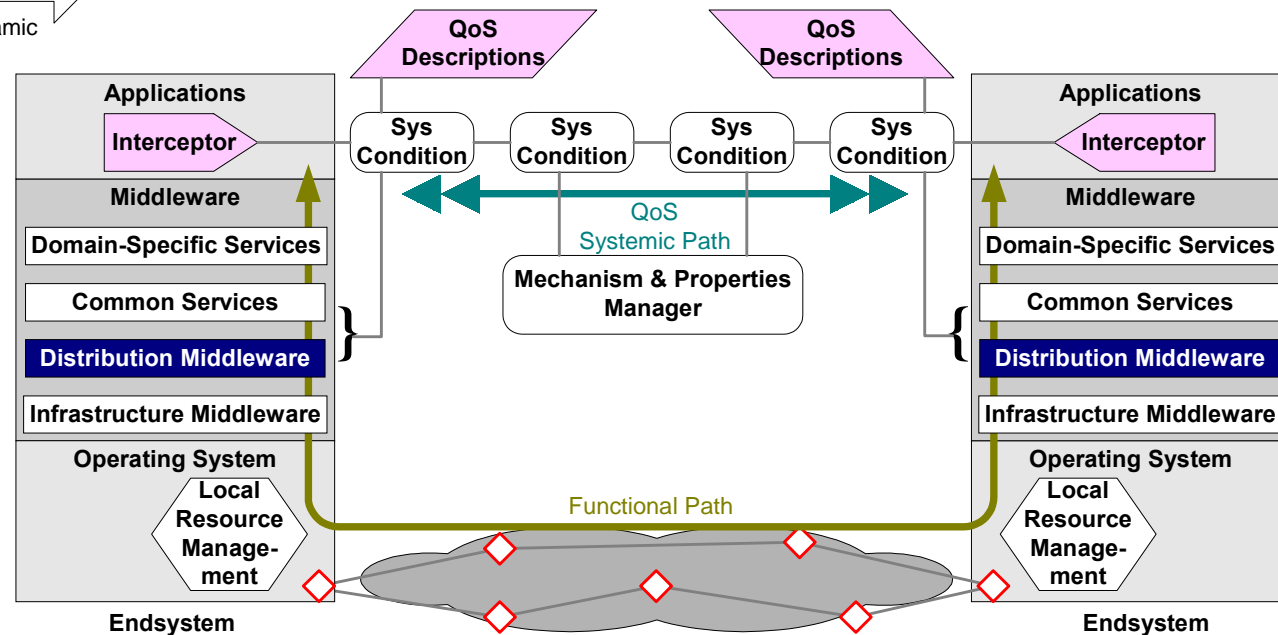 QoS
Descriptions
QoS
Descriptions
Applications
Interceptor
Sys
Condition
Sys
Condition
Sys
Condition
Sys
Condition
Applications
Interceptor
Middleware
Domain-Specific Services
Common Services
Distribution Middleware
Infrastructure Middleware
QoS
Systemic Path
Mechanism & Properties
Manager
Middleware
Domain-Specific Services
Common Services
Distribution Middleware
Infrastructure Middleware
}
{
Operating System
Local
Resource
Manage-
ment
Functional Path
Operating System
Local
Resource
Manage-
ment
Endsystem
Endsystem